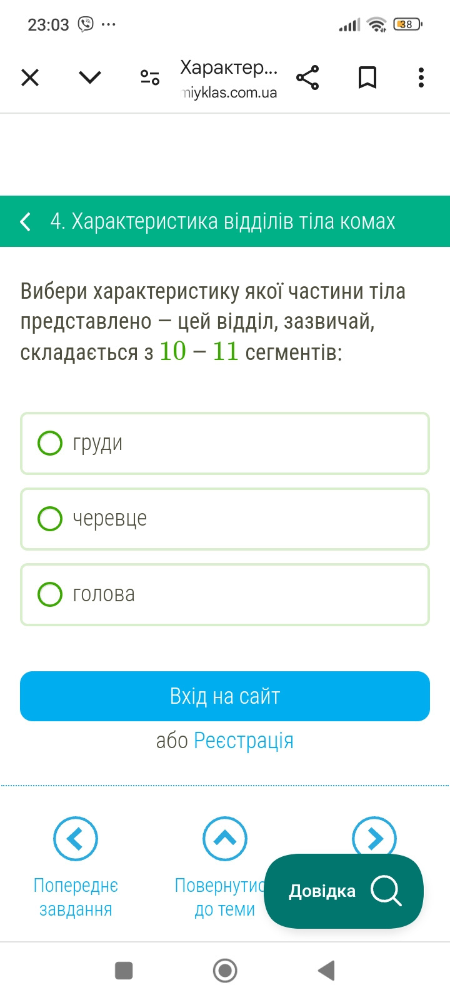 23:03
38
Характер...
miyklas.com.ua
4. Характеристика відділів тіла комах
Вибери характеристику якої частини тіла
представлено — цей відділ, зазвичай,
складається з 10 – 11 сегментів:
груди
черевце
голова
Вхід на сайт
або Реєстрація
Попереднє
завдання
Повернутис
до теми
Довідка